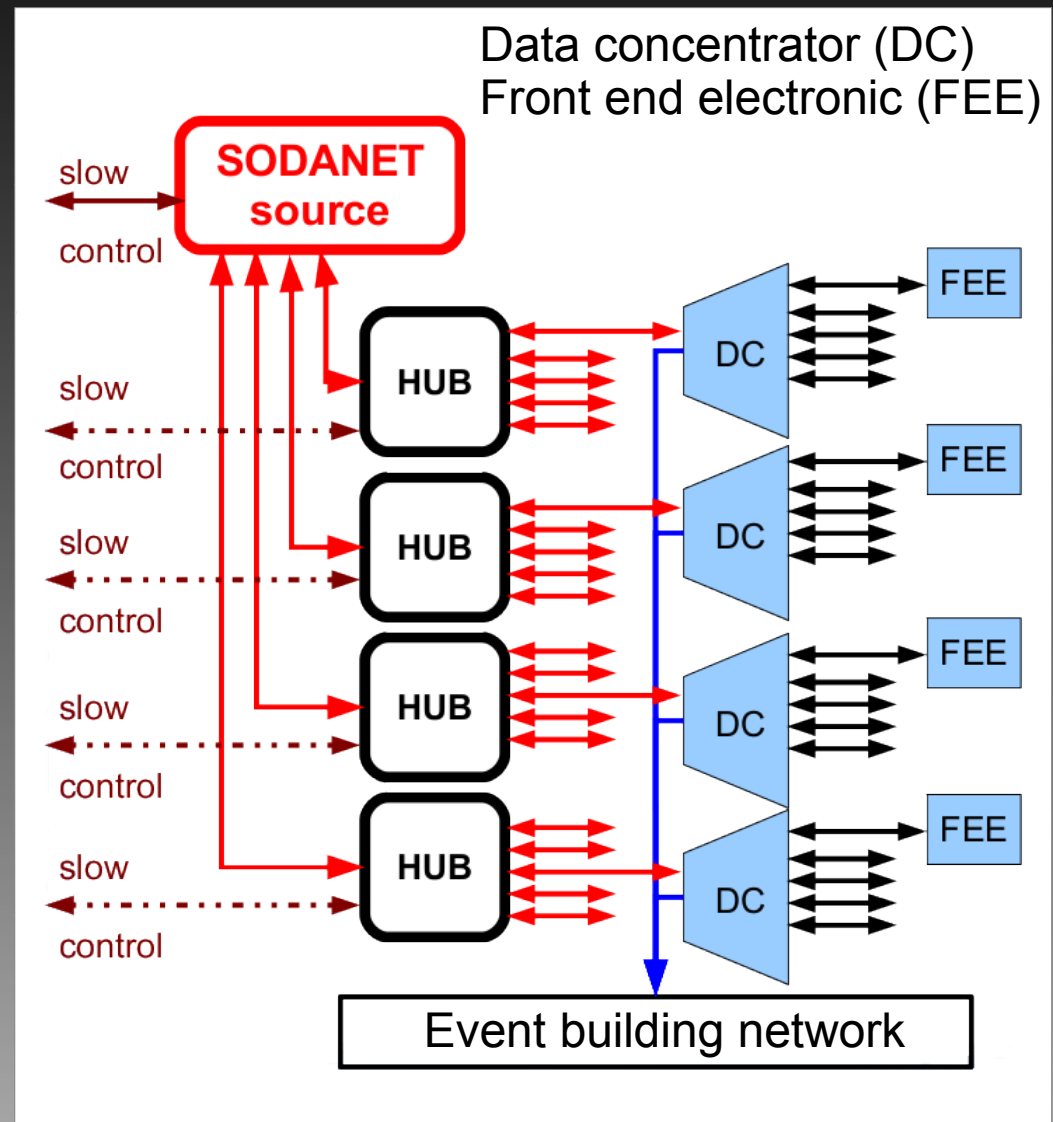 Data concentrator (DC)
Front end electronic (FEE)
SODANET
source
slow
control
FEE
DC
HUB
slow
control
FEE
DC
HUB
slow
control
FEE
DC
HUB
slow
control
FEE
DC
HUB
slow
control
Event building network